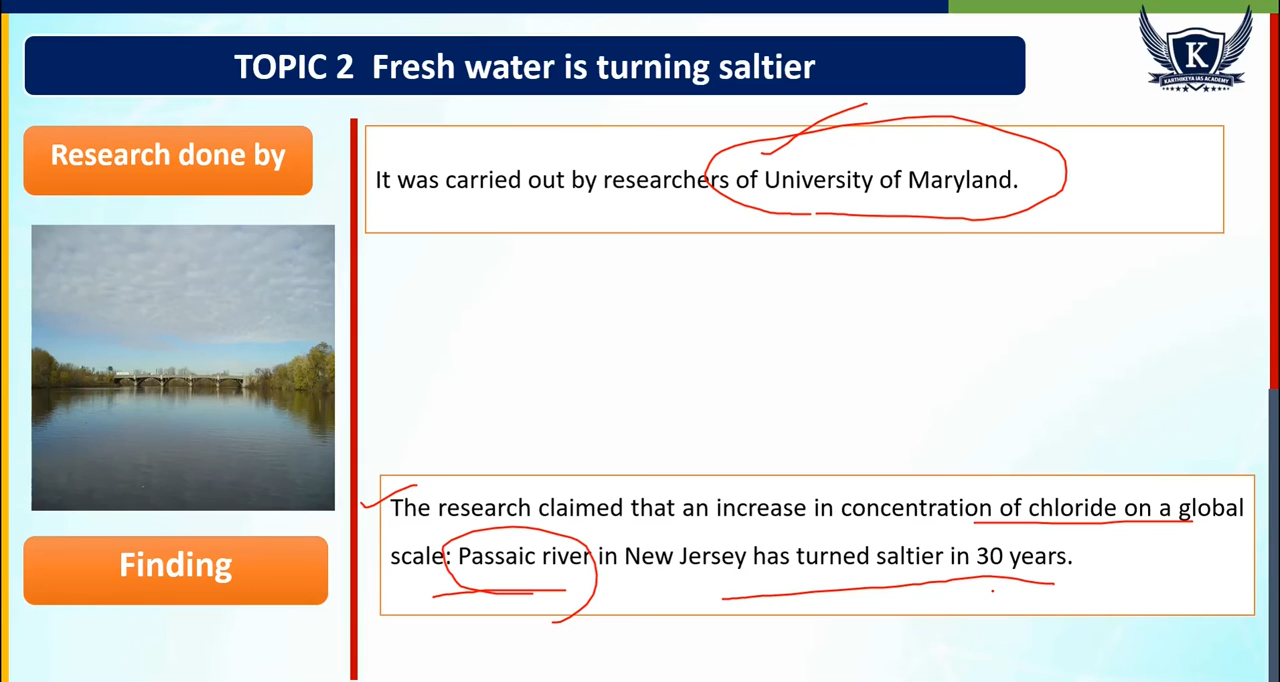 TOPIC 2 Fresh water is turning saltier
K
KARTHIKEYA IAS ACADEMY
Research done by
It was carried out by researchers of University of Maryland.
The research claimed that an increase in concentration of chloride on a global
scale: Passaic river in New Jersey has turned saltier in 30 years.
Finding